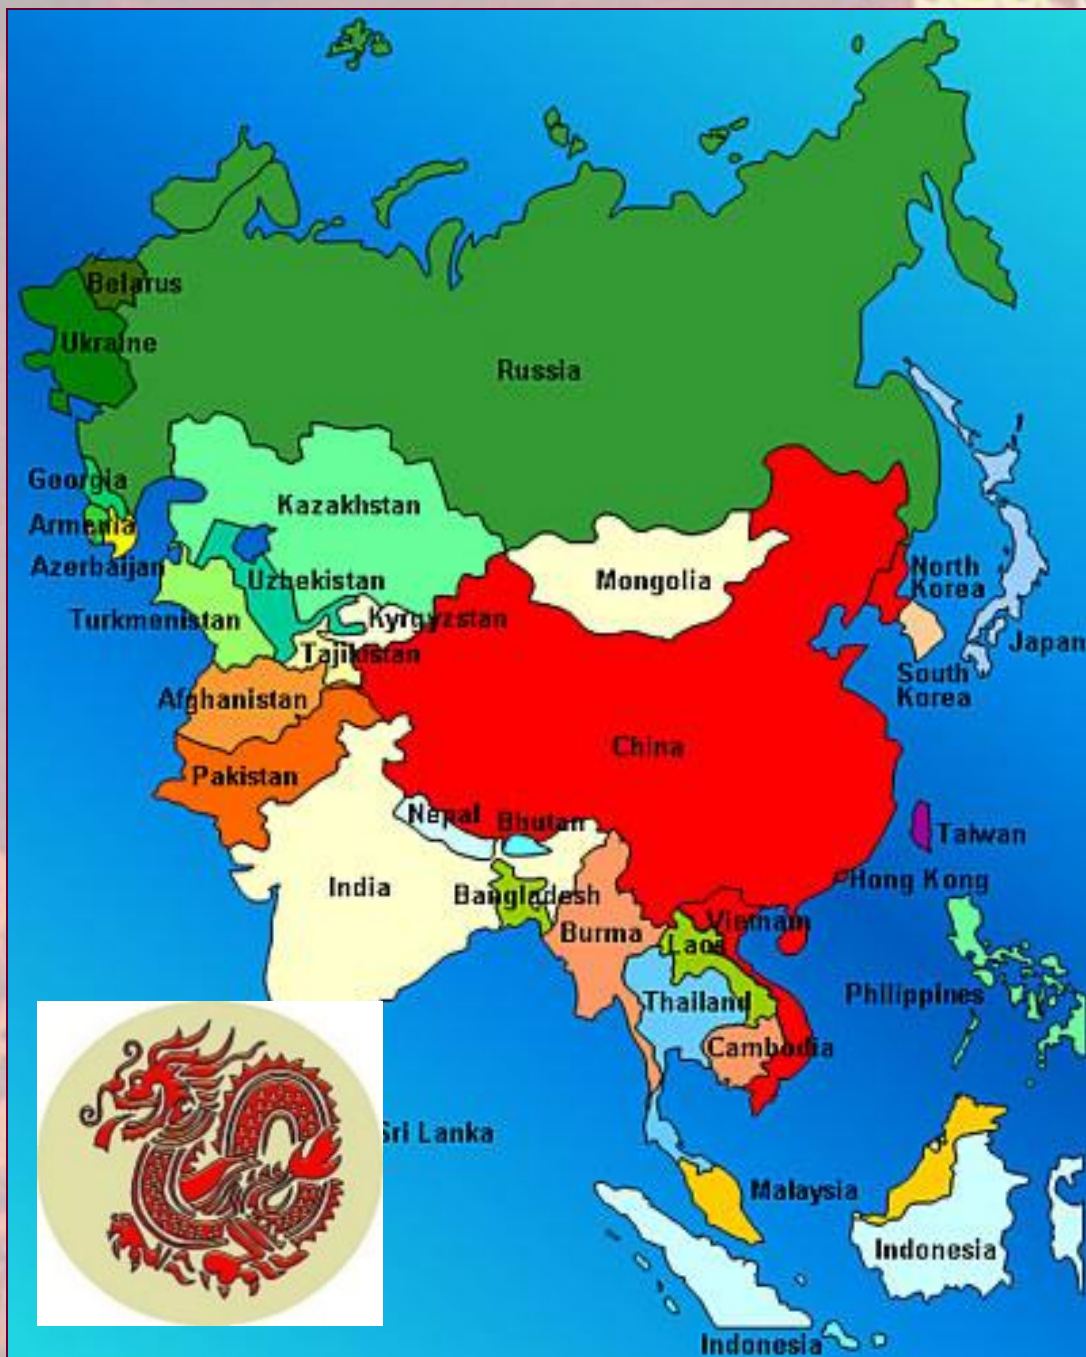 Belarus
Ukraine
Russia
Georgia
Kazakhstan
Armenia
Azerbaijan
Uzbekistan
Mongolia
North
Korea
Turkmenistan
Kyrgyzstan
Japan
Tajikistan
South
Korea
Afghanistan
China
Pakistan
Nepal
Bhutan
Taiwan
India
Bangladesh
Hong Kong
Vietnam
Burma
Laos
Thailand
Philippines
Cambodia
Sri Lanka
Malaysia
Indonesia
Indonesia